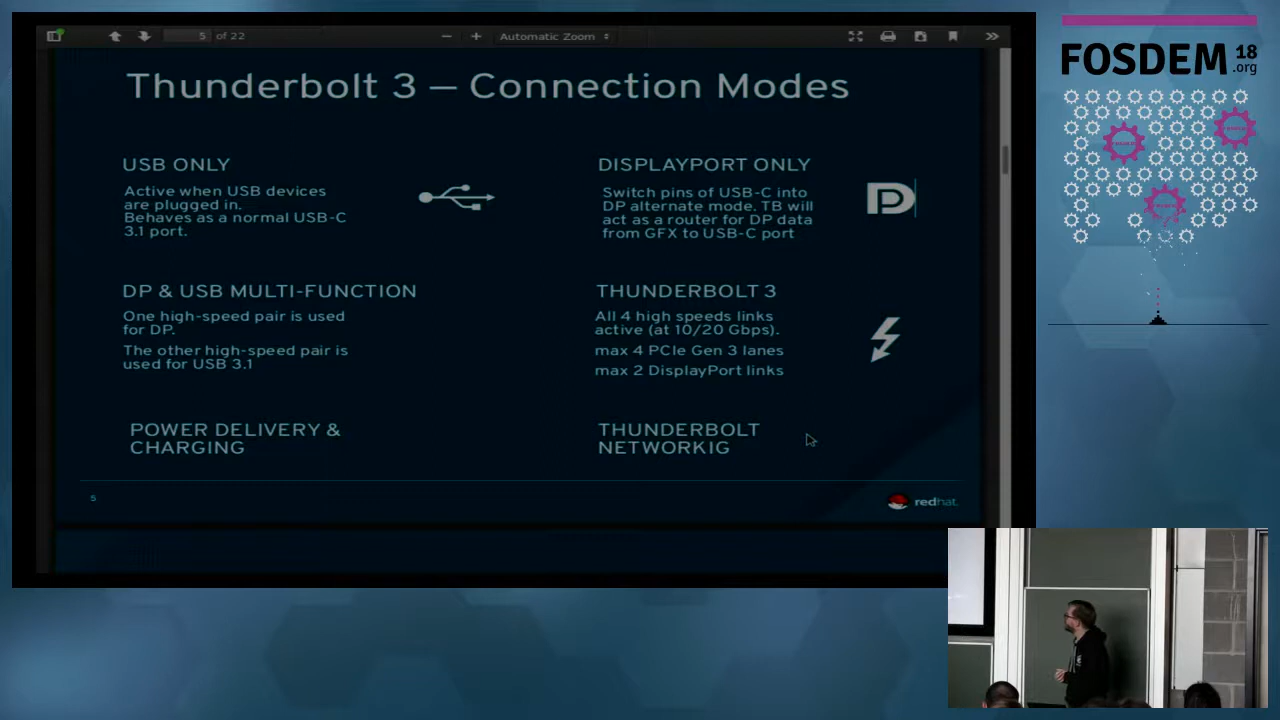 5 of 22
Automatic Zoom
Thunderbolt 3 – Connection Modes
USB ONLY
Active when USB devices
are plugged in.
Behaves as a normal USB-C
3.1 port.
DISPLAYPORT ONLY
Switch pins of USB-C into
DP alternate mode. TB will
act as a router for DP data
from GFX to USB-C port
DP & USB MULTI-FUNCTION
One high-speed pair is used
for DP.
The other high-speed pair is
used for USB 3.1
THUNDERBOLT 3
All 4 high speeds links
active (at 10/20 Gbps).
max 4 PCIe Gen 3 lanes
max 2 DisplayPort links
POWER DELIVERY &
CHARGING
THUNDERBOLT
NETWORKIG
5
redhat.
FOSDEM 18
.org